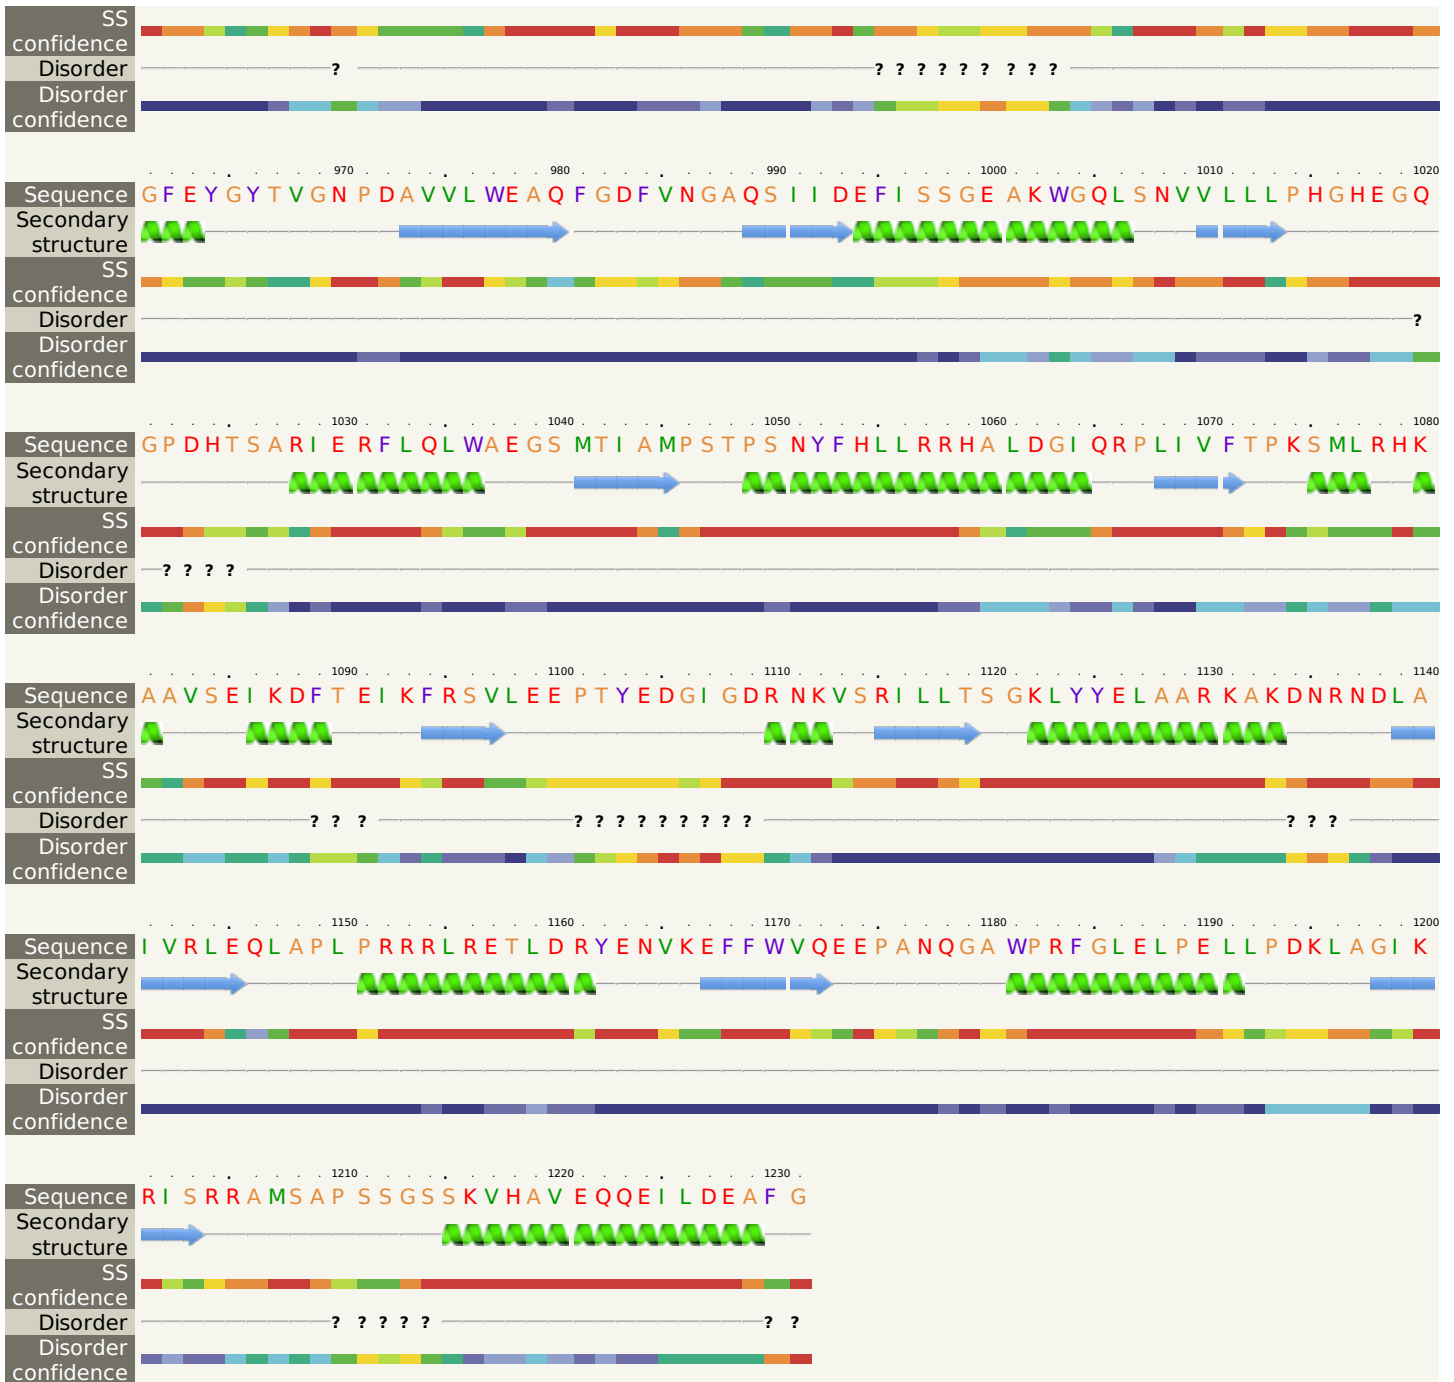 SS
confidence
Disorder ?????????? 
Disorder
confidence
970 980 990 1000 1010 1020
Sequence GFEYGYTVGNPDAVVLWEAQFGDFVNGAQSIIDEFISSGEAKWGQLSNVVLLLPHGHEGQ
Secondary
structure
SS
confidence
Disorder ?
Disorder
confidence
1030 1040 1050 1060 1070 1080
Sequence GPDHTSARIERFLQLWAEGSMTIAMPSTPSNYFHLLRRHALDGIQRPLIVFTPKSMLRHK
Secondary
structure
SS
confidence
Disorder ????
Disorder
confidence
1090 1100 1110 1120 1130 1140
Sequence AAVSEIKDFTEIKFRSVLEEPTYEDGIGDRNKVSRILLTSGKLYYELAARKAKDNRNDLA
Secondary
structure
SS
confidence
Disorder ??? ????????? ???
Disorder
confidence
1150 1160 1170 1180 1190 1200
Sequence IVRLEQLAPLPRRRLRETLDRYENVKEFFWVQEEPANQGAWPRFGLELPELLPDKLAGIK
Secondary
structure
SS
confidence
Disorder
Disorder
confidence
1210 1220 1230
Sequence RISRRAMSAPSSGSSKVHAVEQQEILDEAFG
Secondary
structure
SS
confidence
Disorder ????? ??
Disorder
confidence